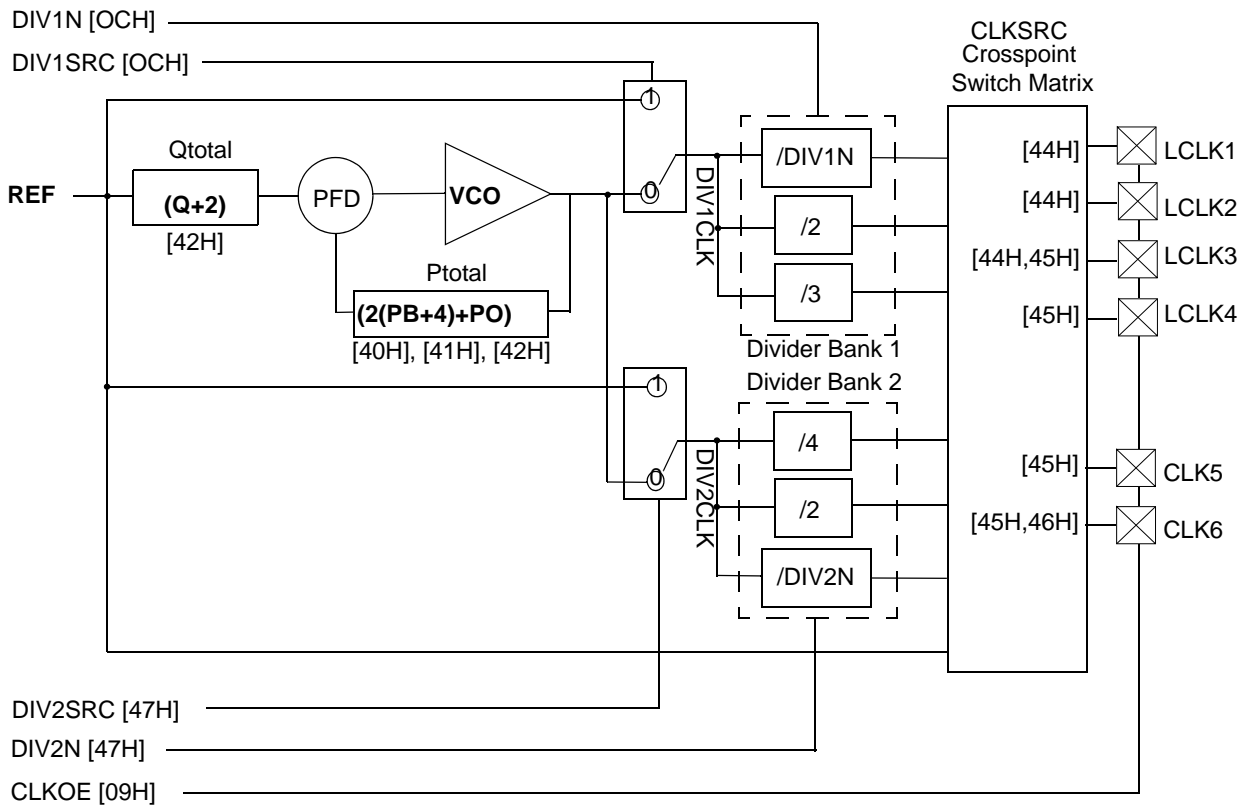 DIV1N [OCH]
DIV1SRC [OCH]
CLKSRC
Crosspoint
Switch Matrix
1
Qtotal
/DIV1N
[44H]
LCLK1
REF
(Q+2)
PFD
VCO
0
DIV1CLK
[44H]
LCLK2
[42H]
/2
[44H,45H]
LCLK3
Ptotal
/3
(2(PB+4)+PO)
[45H]
LCLK4
[40H], [41H], [42H]
Divider Bank 1
Divider Bank 2
1
/4
0
DIV2CLK
[45H]
CLK5
/2
[45H,46H]
CLK6
/DIV2N
DIV2SRC [47H]
DIV2N [47H]
CLKOE [09H]